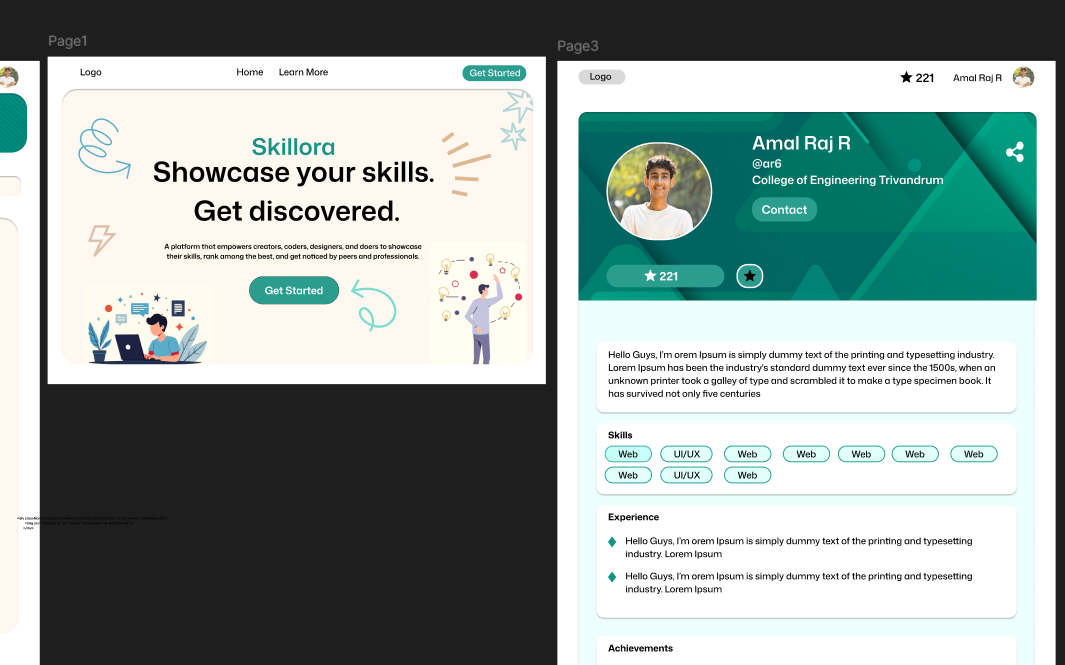 Page1
Logo
Home
Learn More
Get Started
Skillora
Showcase your skills.
Get discovered.
A platform that empowers creators, coders, designers, and doers to showcase
their skills, rank among the best, and get noticed by peers and professionals.
Get Started
Page3
Logo
221
Amal Raj R
Amal Raj R
@ar6
College of Engineering Trivandrum
Contact
221
Hello Guys, I'm orem Ipsum is simply dummy text of the printing and typesetting industry.
Lorem Ipsum has been the industry's standard dummy text ever since the 1500s, when an
unknown printer took a galley of type and scrambled it to make a type specimen book. It
has survived not only five centuries
Skills
Web
UI/UX
Web
Web
Web
Web
Web
Web
UI/UX
Web
Experience
Hello Guys, I'm orem Ipsum is simply dummy text of the printing and typesetting
industry. Lorem Ipsum
Hello Guys, I'm orem Ipsum is simply dummy text of the printing and typesetting
industry. Lorem Ipsum
Achievements